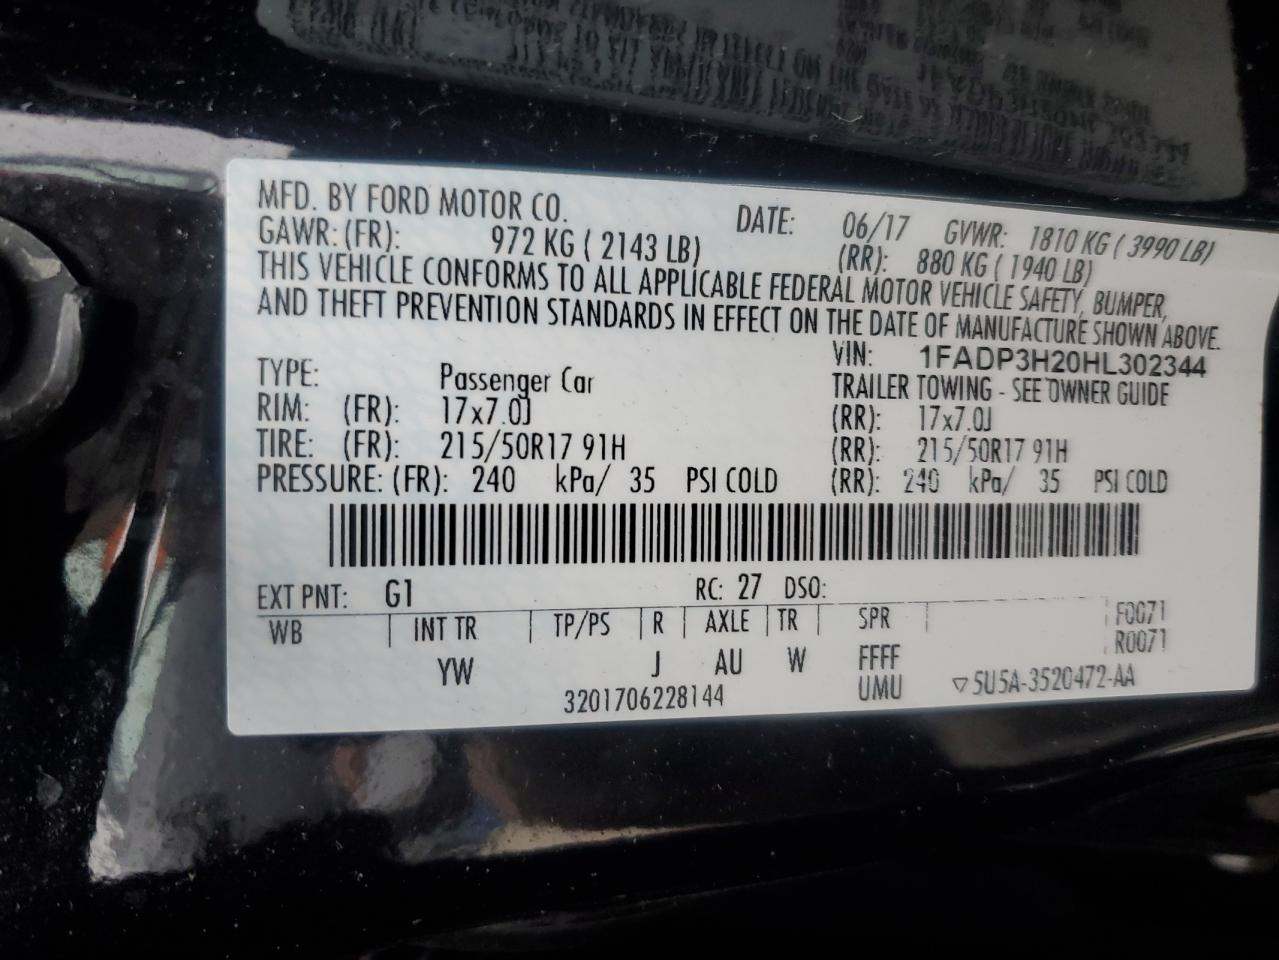 MFD. BY FORD MOTOR CO. DATE: 06/17 GVWR: 1810 KG ( 3990 LB)
GAWR: (FR): 972 KG ( 2143 LB) (RR): 880 KG ( 1940 LB)
THIS VEHICLE CONFORMS TO ALL APPLICABLE FEDERAL MOTOR VEHICLE SAFETY, BUMPER,
AND THEFT PREVENTION STANDARDS IN EFFECT ON THE DATE OF MANUFACTURE SHOWN ABOVE.
VIN: 1FADP3H20HL302344
TYPE: Passenger Car TRAILER TOWING - SEE OWNER GUIDE
RIM: (FR): 17x7.0J (RR): 17x7.0J
TIRE: (FR): 215/50R17 91H (RR): 215/50R17 91H
PRESSURE: (FR): 240 kPa/ 35 PSI COLD (RR): 240 kPa/ 35 PSI COLD
EXT PNT: G1 RC: 27 DSO:
WB INT TR TP/PS R AXLE TR SPR F0071
R0071
YW J AU W FFFF
3201706228144 UMU ▽5U5A-3520472-AA